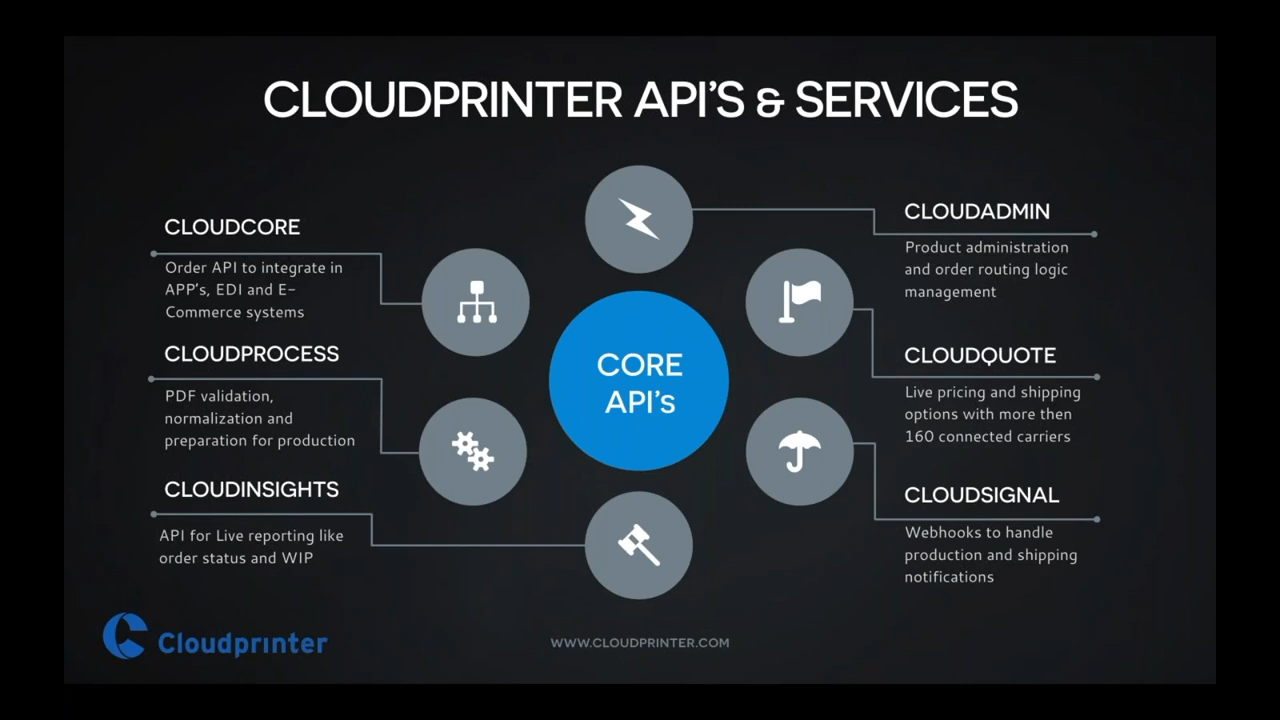 CLOUDPRINTER API'S & SERVICES
CLOUDCORE
Order API to integrate in
APP's, EDI and E-
Commerce systems
CLOUDPROCESS
PDF validation,
normalization and
preparation for production
CLOUDINSIGHTS
API for Live reporting like
order status and WIP
CORE
API's
CLOUDADMIN
Product administration
and order routing logic
management
CLOUDQUOTE
Live pricing and shipping
options with more then
160 connected carriers
CLOUDSIGNAL
Webhooks to handle
production and shipping
notifications
Cloudprinter
WWW.CLOUDPRINTER.COM